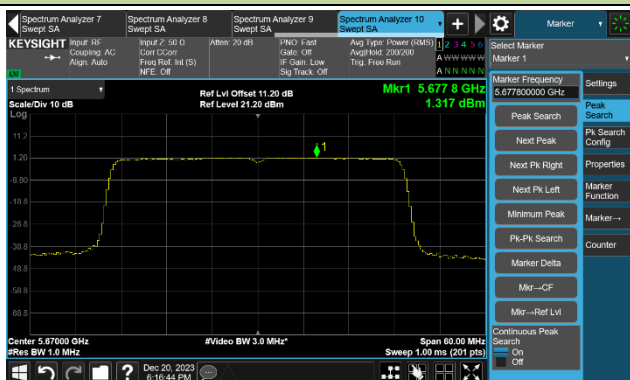 Spectrum Analyzer 7
Swept SA
Spectrum Analyzer 8
Swept SA
Spectrum Analyzer 9
Swept SA
Spectrum Analyzer 10
Swept SA
Marker
KEYSIGHT
Input: RF
Coupling: AC
Align: Auto
Input Z: 50 Ω
Corr CCorr
Freq Ref: Int (S)
NFE: Off
Atten: 20 dB
PNO: Fast
Gate: Off
IF Gain: Low
Sig Track: Off
Avg Type: Power (RMS)
Avg|Hold: 200/200
Trig: Free Run
1 2 3 4 5 6
A W W W W W
A N N N N N
Select Marker
Marker 1
1 Spectrum
Scale/Div 10 dB
Log
Ref Lvl Offset 11.20 dB
Ref Level 21.20 dBm
Mkr1 5.677 8 GHz
1.317 dBm
11.2
1.20
-8.80
-18.8
-28.8
-38.8
-48.8
-58.8
-68.8
1
Center 5.67000 GHz
#Res BW 1.0 MHz
#Video BW 3.0 MHz*
Span 60.00 MHz
Sweep 1.00 ms (201 pts)
Marker Frequency
5.677800000 GHz
Peak Search
Next Peak
Next Pk Right
Next Pk Left
Minimum Peak
Pk-Pk Search
Marker Delta
Mkr→CF
Mkr→Ref Lvl
Continuous Peak
Search
On
Off
Settings
Peak
Search
Pk Search
Config
Properties
Marker
Function
Marker→
Counter
Dec 20, 2023
6:16:44 PM